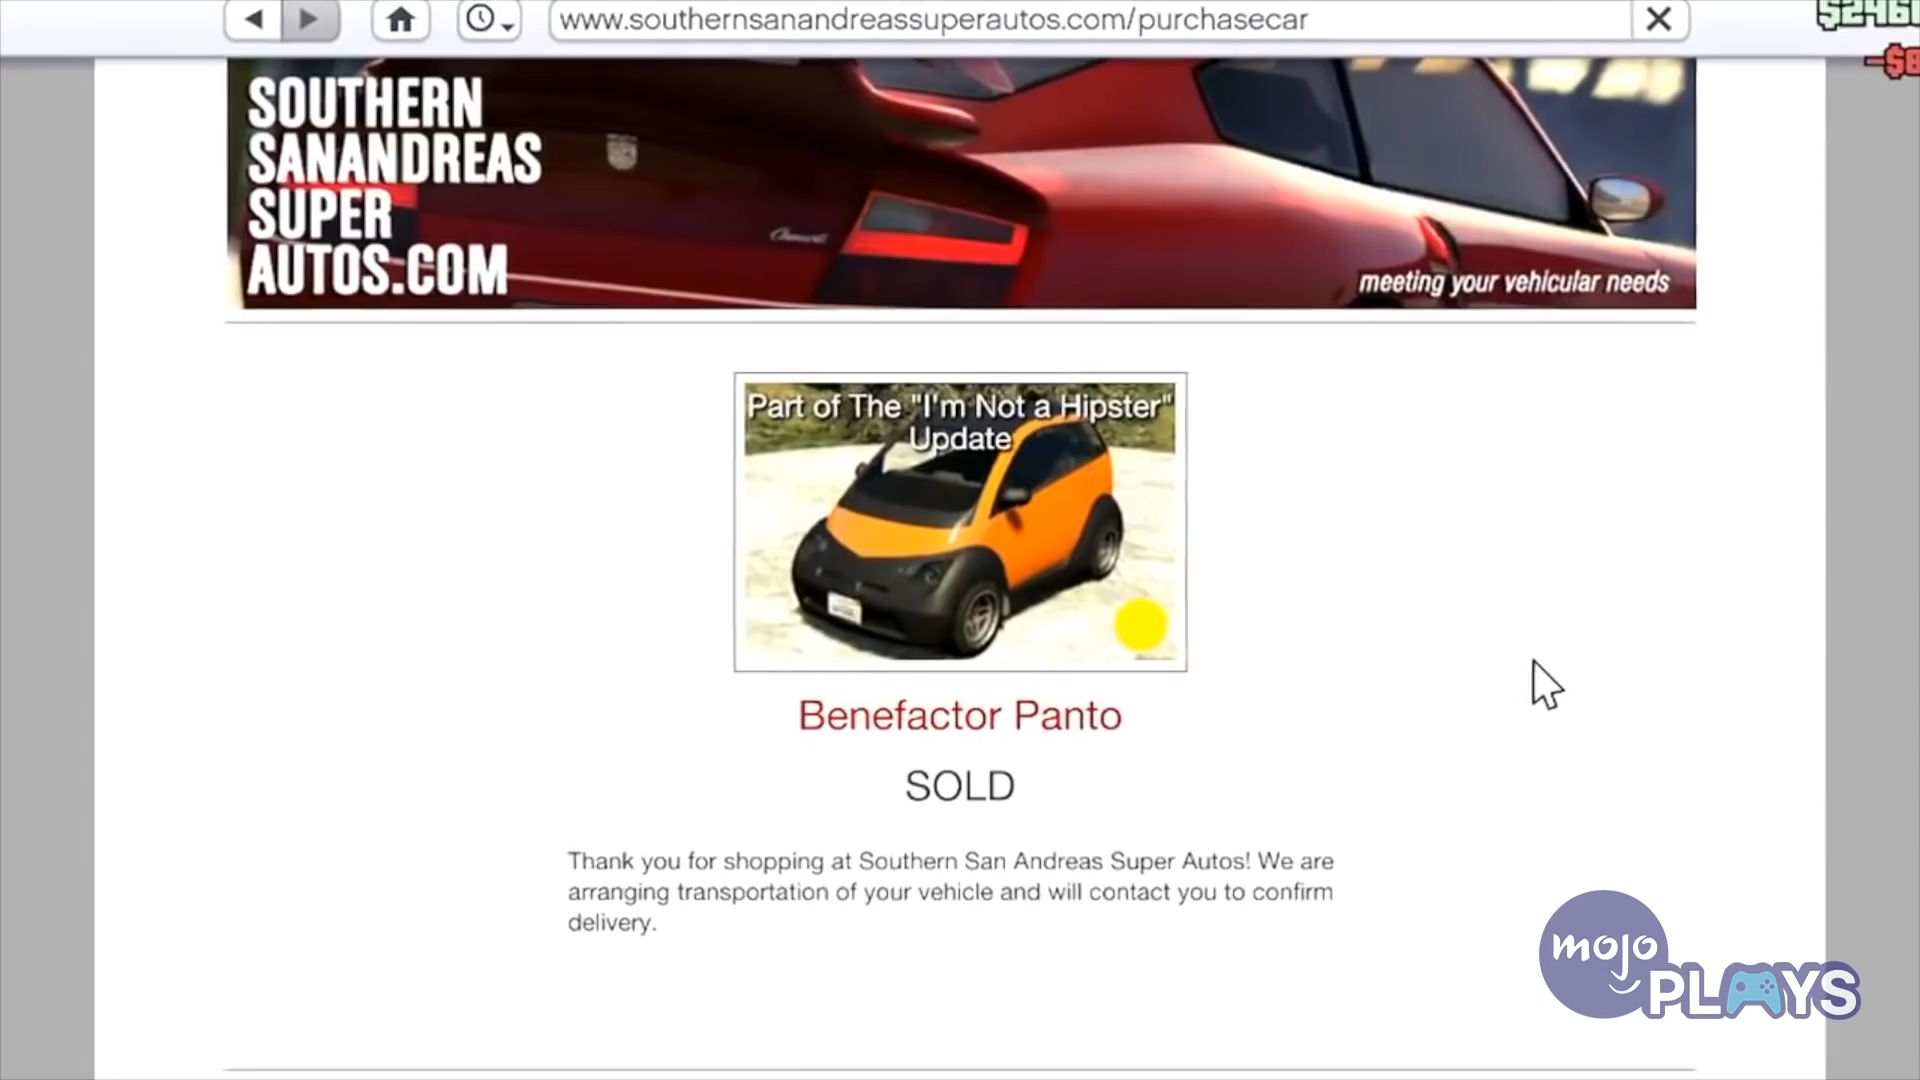 www.southernsanandreassuperautos.com/purchasecar
SOUTHERN
SANANDREAS
SUPER
AUTOS.COM
meeting your vehicular needs
Part of The "I'm Not a Hipster"
Update
Benefactor Panto
SOLD
Thank you for shopping at Southern San Andreas Super Autos! We are
arranging transportation of your vehicle and will contact you to confirm
delivery.
mojo
PLAYS